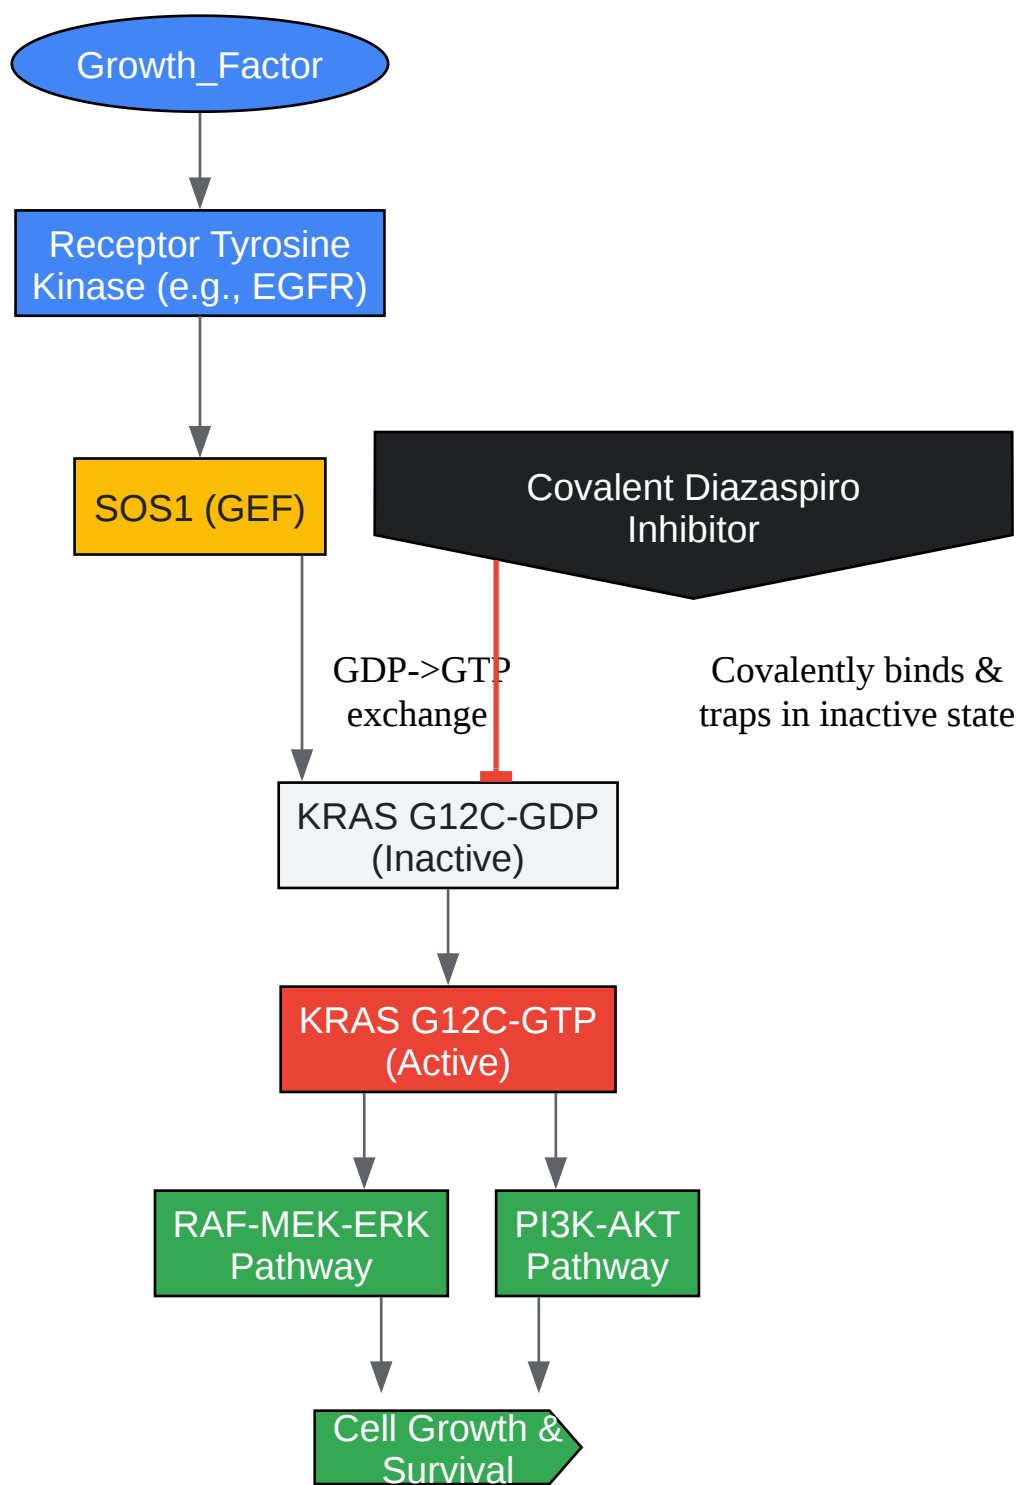 Growth_Factor
Receptor Tyrosine
Kinase (e.g., EGFR)
SOS1 (GEF)
Covalent Diazaspiro
Inhibitor
GDP->GTP
exchange
Covalently binds &
traps in inactive state
KRAS G12C-GDP
(Inactive)
KRAS G12C-GTP
(Active)
RAF-MEK-ERK
Pathway
PI3K-AKT
Pathway
Cell Growth &
Survival